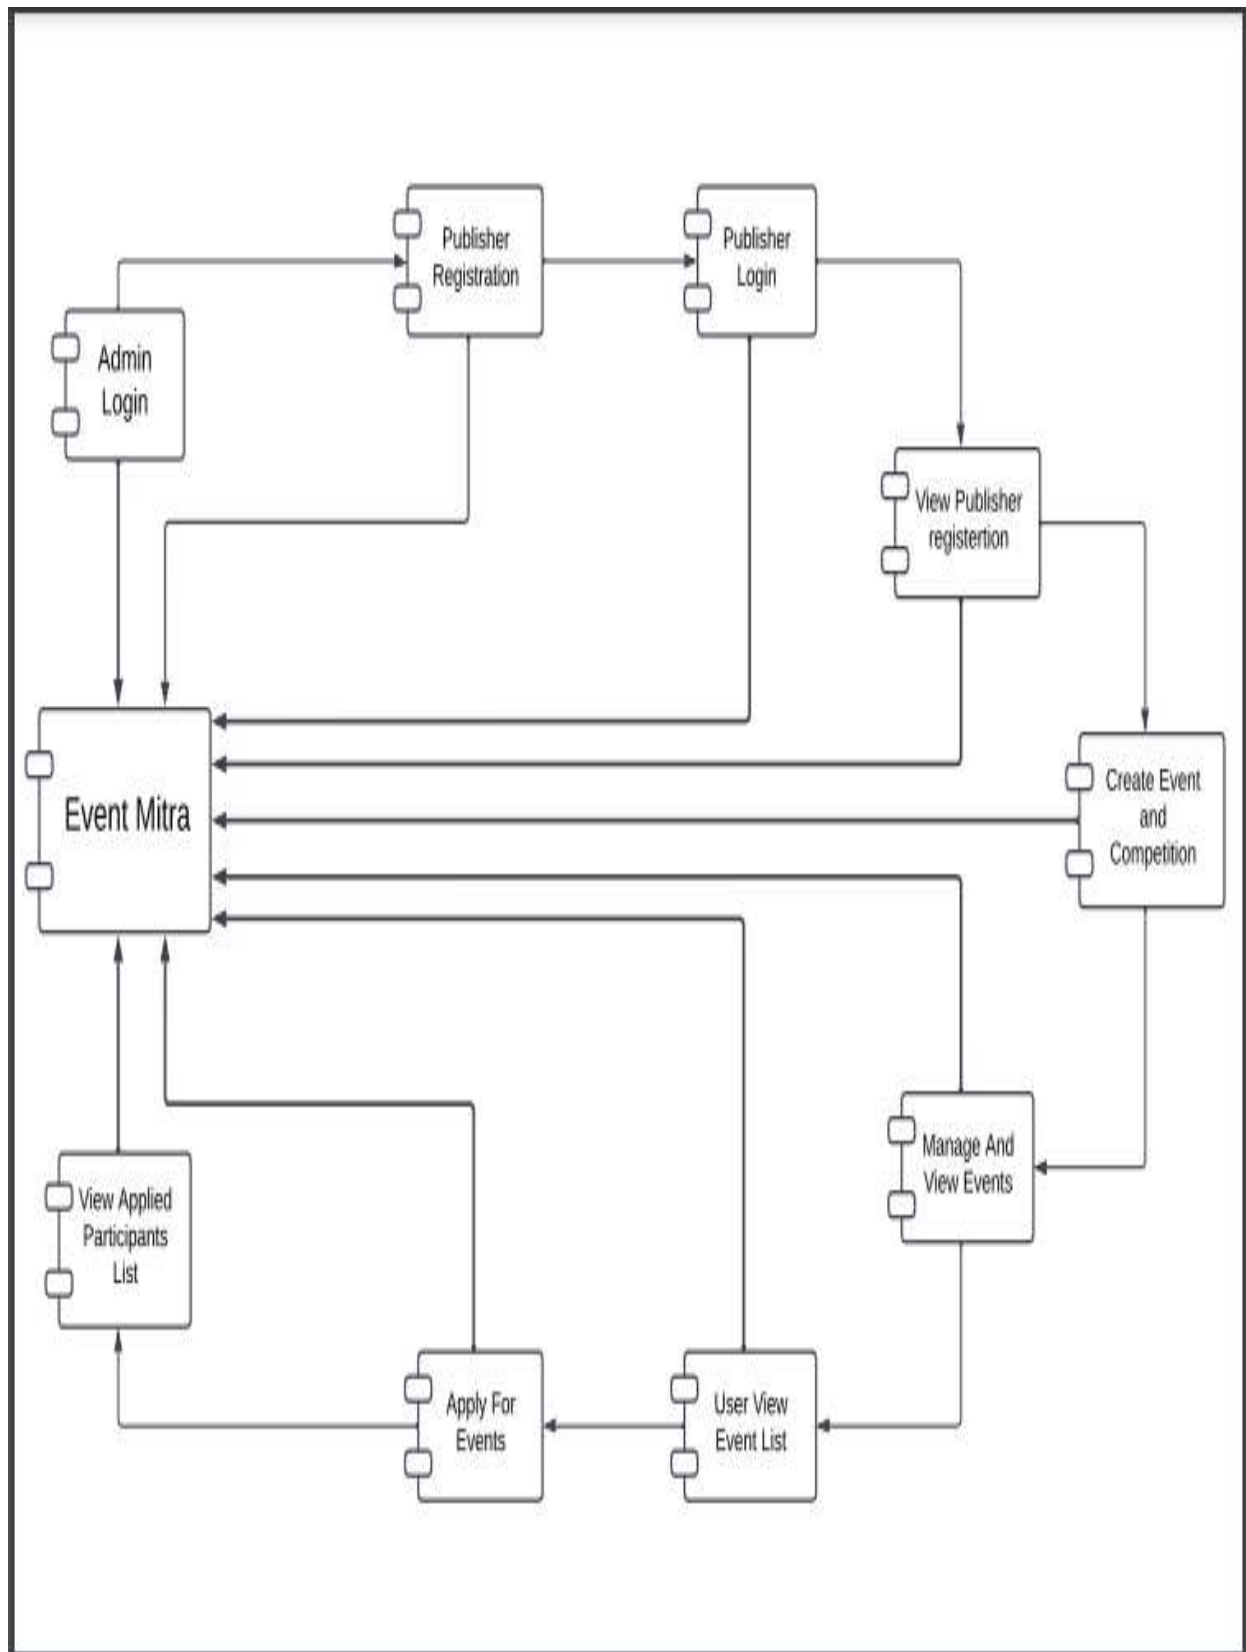 Publisher
Registration
Publisher
Login
Admin
Login
View Publisher
registertion
Event Mitra
Create Event
and
Competition
Manage And
View Events
View Applied
Participants
List
Apply For
Events
User View
Event List